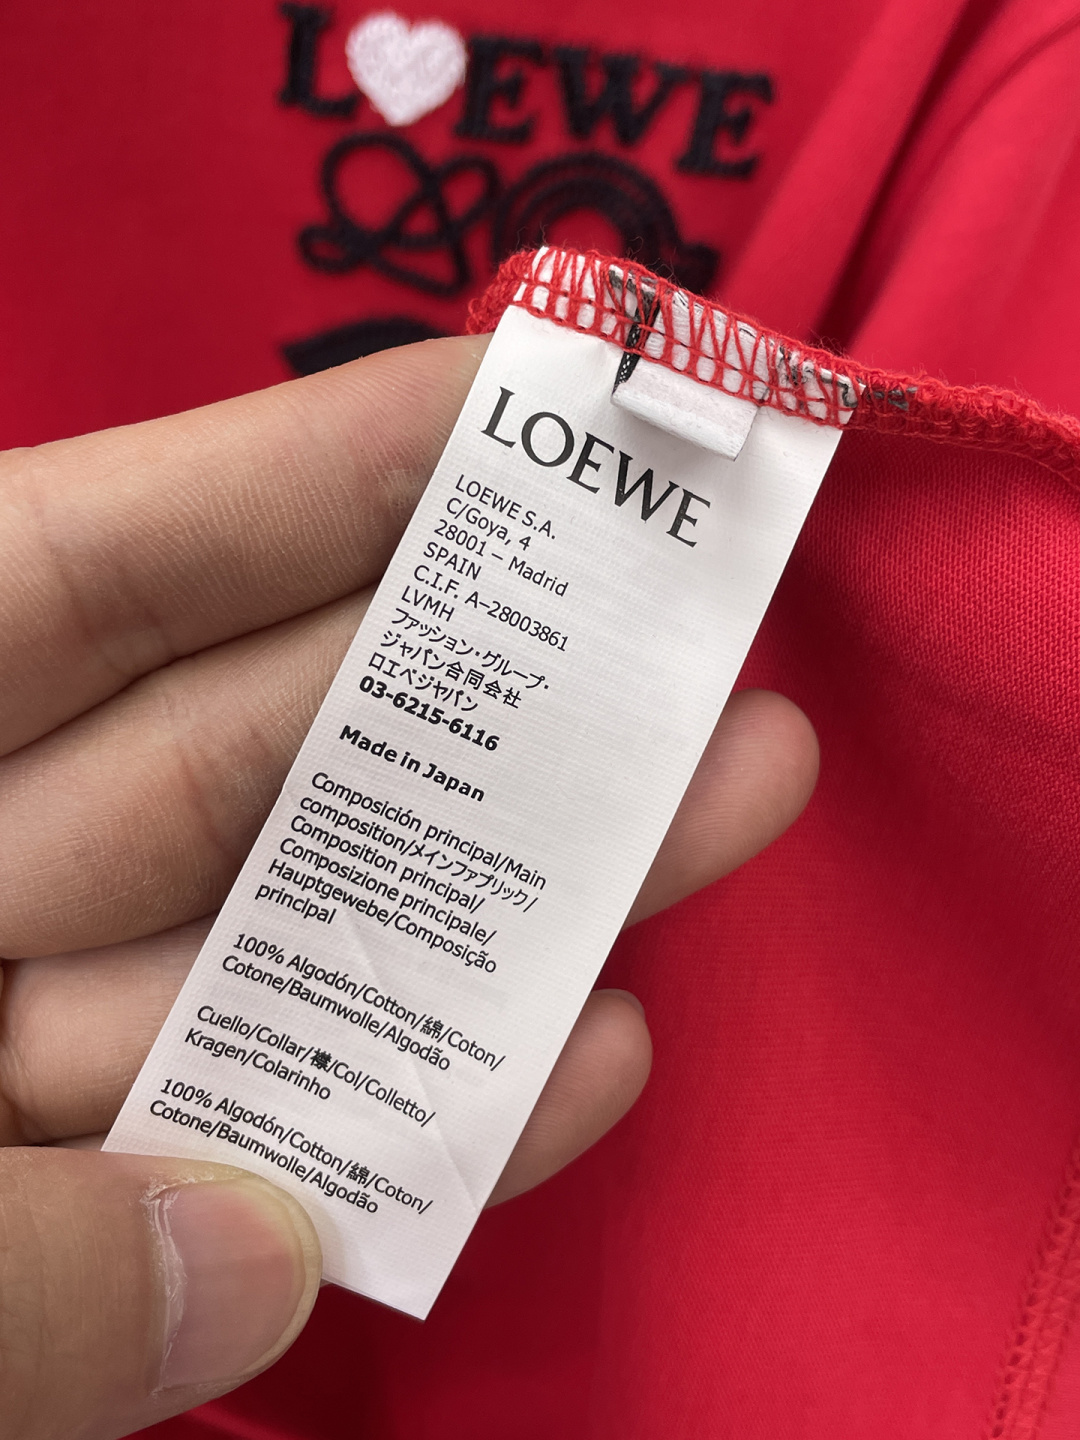 L EWE
LOEWE
LOEWE S.A.
C/Goya, 4
28001 – Madrid
SPAIN
C.I.F. A–28003861
LVMH
ファッション・グループ・
ジャパン合同会社
ロエベジャパン
03-6215-6116
Made in Japan
Composición principal/Main
composition/メインファブリック/
Composition principal/
Composizione principale/
Hauptgewebe/Composição
principal
100% Algodón/Cotton/綿/Coton/
Cotone/Baumwolle/Algodão
Cuello/Collar/襟/Col/Colletto/
Kragen/Colarinho
100% Algodón/Cotton/綿/Coton/
Cotone/Baumwolle/Algodão